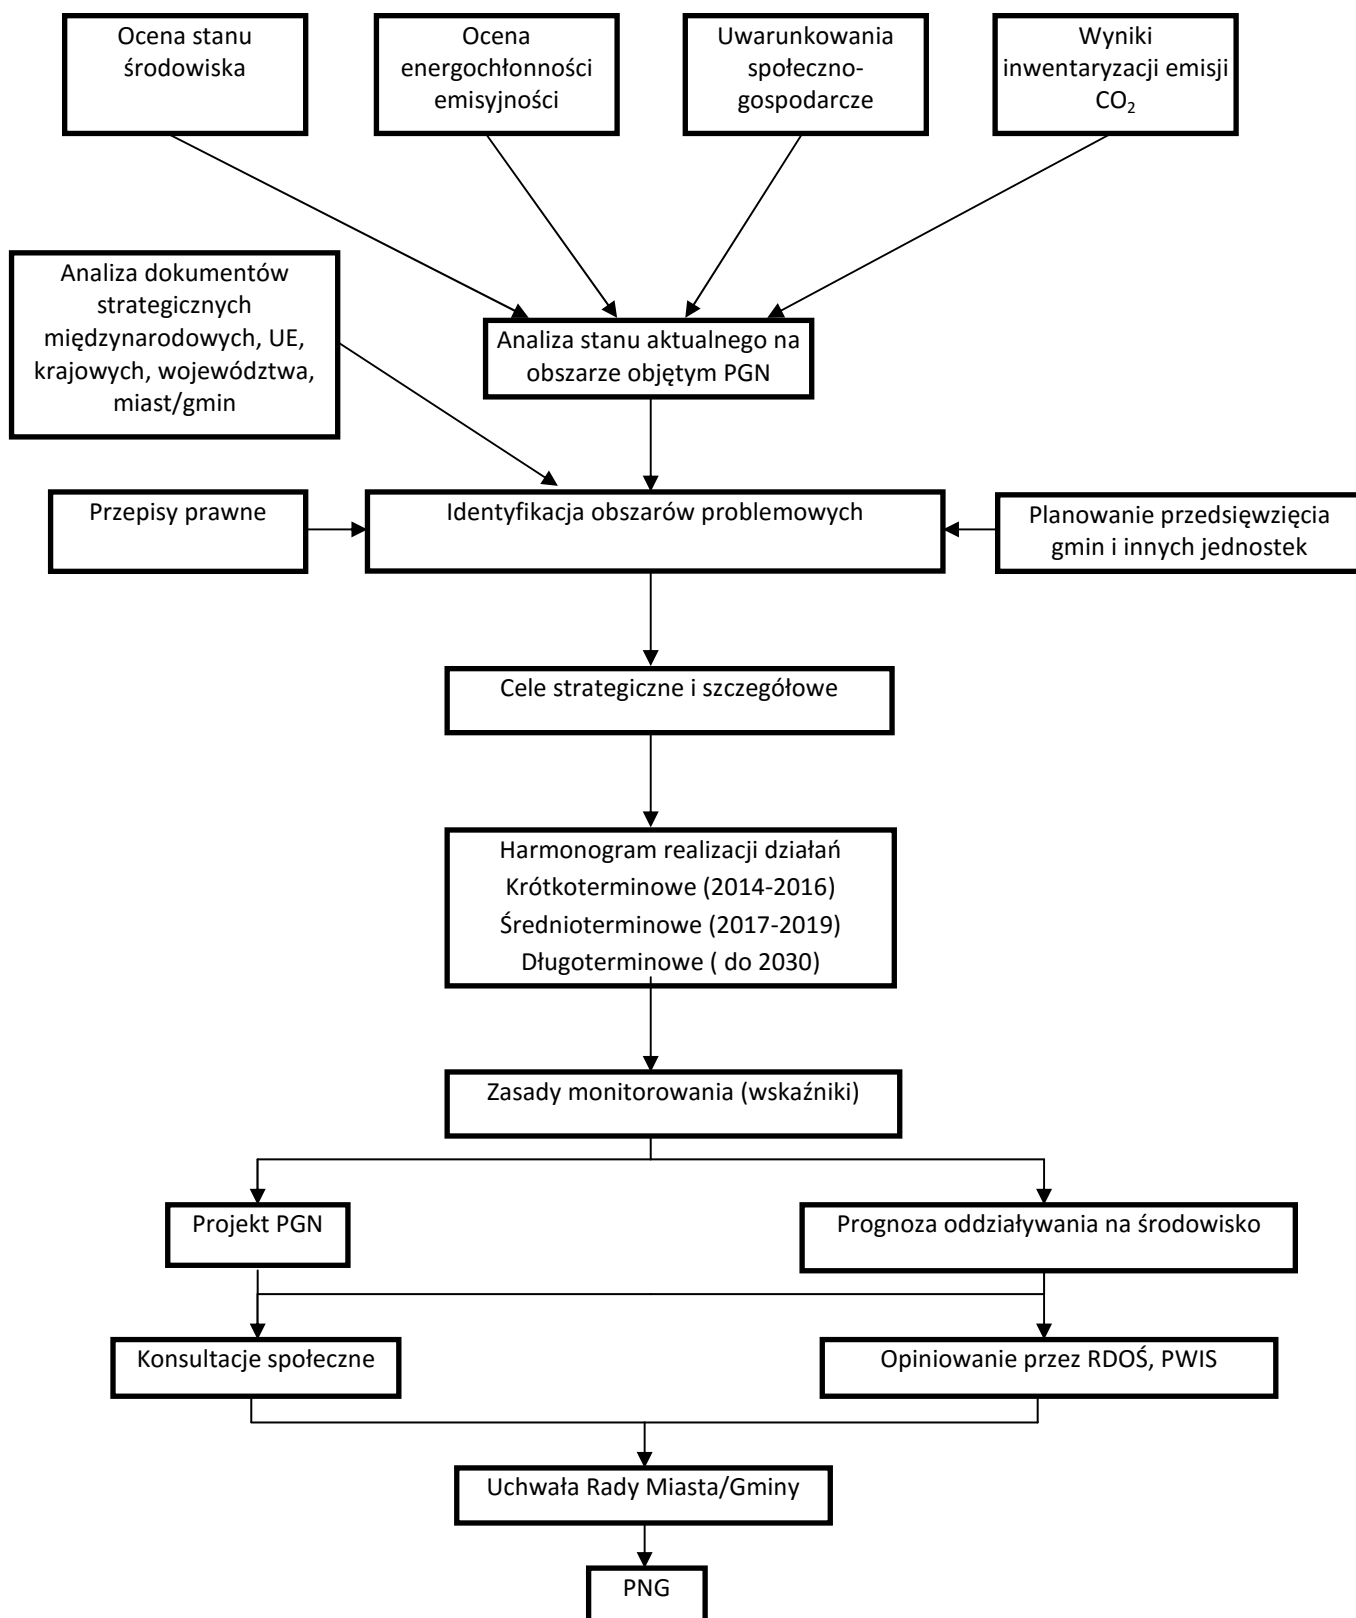 Ocena stanu
środowiska
Ocena
energochłonności
emisyjności
Uwarunkowania
społeczno-
gospodarcze
Wyniki
inwentaryzacji emisji
CO₂
Analiza dokumentów
strategicznych
międzynarodowych, UE,
krajowych, województwa,
miast/gmin
Analiza stanu aktualnego na
obszarze objętym PGN
Przepisy prawne
Identyfikacja obszarów problemowych
Planowanie przedsięwzięcia
gmin i innych jednostek
Cele strategiczne i szczegółowe
Harmonogram realizacji działań
Krótkoterminowe (2014-2016)
Średnioterminowe (2017-2019)
Długoterminowe ( do 2030)
Zasady monitorowania (wskaźniki)
Projekt PGN
Prognoza oddziaływania na środowisko
Konsultacje społeczne
Opiniowanie przez RDOŚ, PWIS
Uchwała Rady Miasta/Gminy
PNG